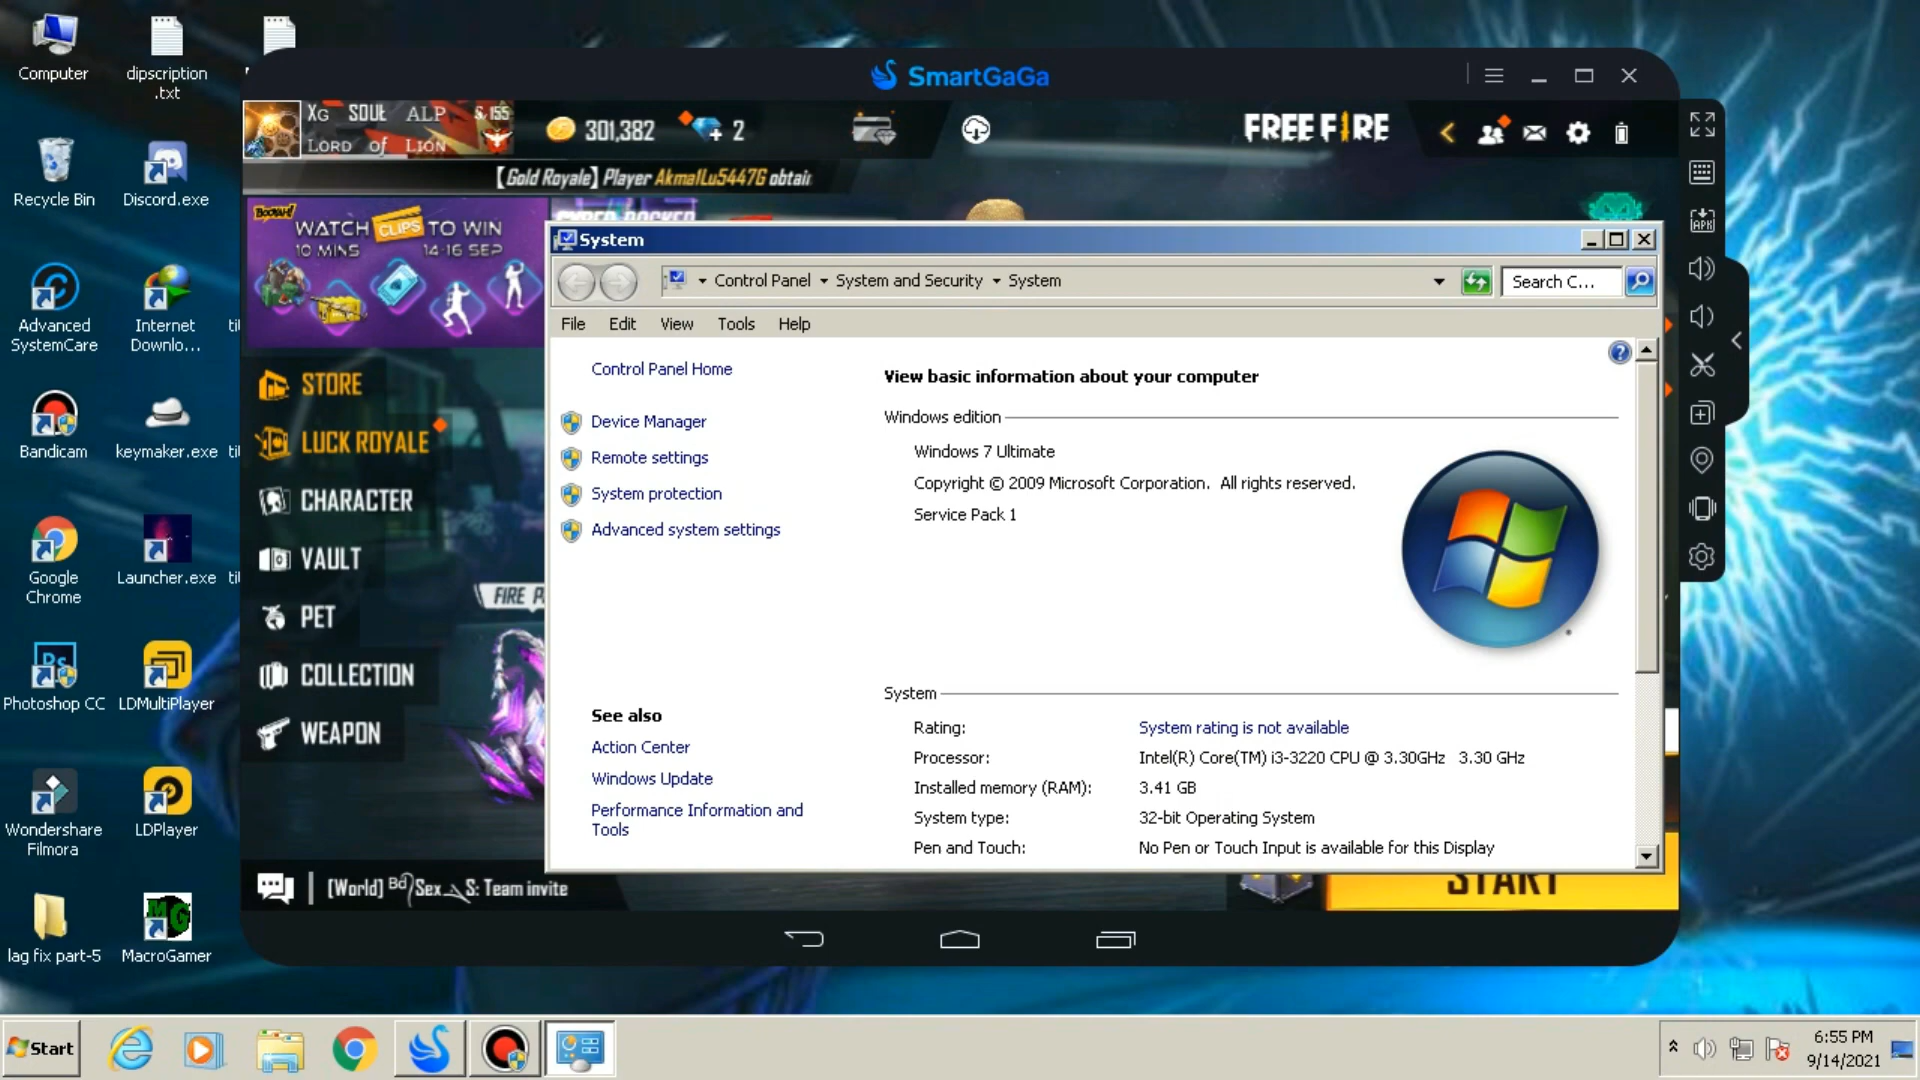 Computer
dipscription
.txt
Recycle Bin
Discord.exe
Advanced
SystemCare
Internet
Downlo...
Bandicam
keymaker.exe
Google
Chrome
Launcher.exe
Photoshop CC
LDMultiPlayer
Wondershare
Filmora
LDPlayer
lag fix part-5
MacroGamer
SmartGaGa
XG SOUL ALP
LORD OF LION
301,382
2
FREE FIRE
[Gold Royale] Player AkmalLu5447G obtain
BOOYAH!
WATCH CLIPS TO WIN
10 MINS 14-16 SEP
STORE
LUCK ROYALE
CHARACTER
VAULT
PET
COLLECTION
WEAPON
FIRE P
START
APK
System
Control Panel System and Security System
Search C...
File Edit View Tools Help
Control Panel Home
Device Manager
Remote settings
System protection
Advanced system settings
See also
Action Center
Windows Update
Performance Information and
Tools
View basic information about your computer
Windows edition
Windows 7 Ultimate
Copyright © 2009 Microsoft Corporation. All rights reserved.
Service Pack 1
System
Rating: System rating is not available
Processor: Intel(R) Core(TM) i3-3220 CPU @ 3.30GHz 3.30 GHz
Installed memory (RAM): 3.41 GB
System type: 32-bit Operating System
Pen and Touch: No Pen or Touch Input is available for this Display
Start
6:55 PM
9/14/2021